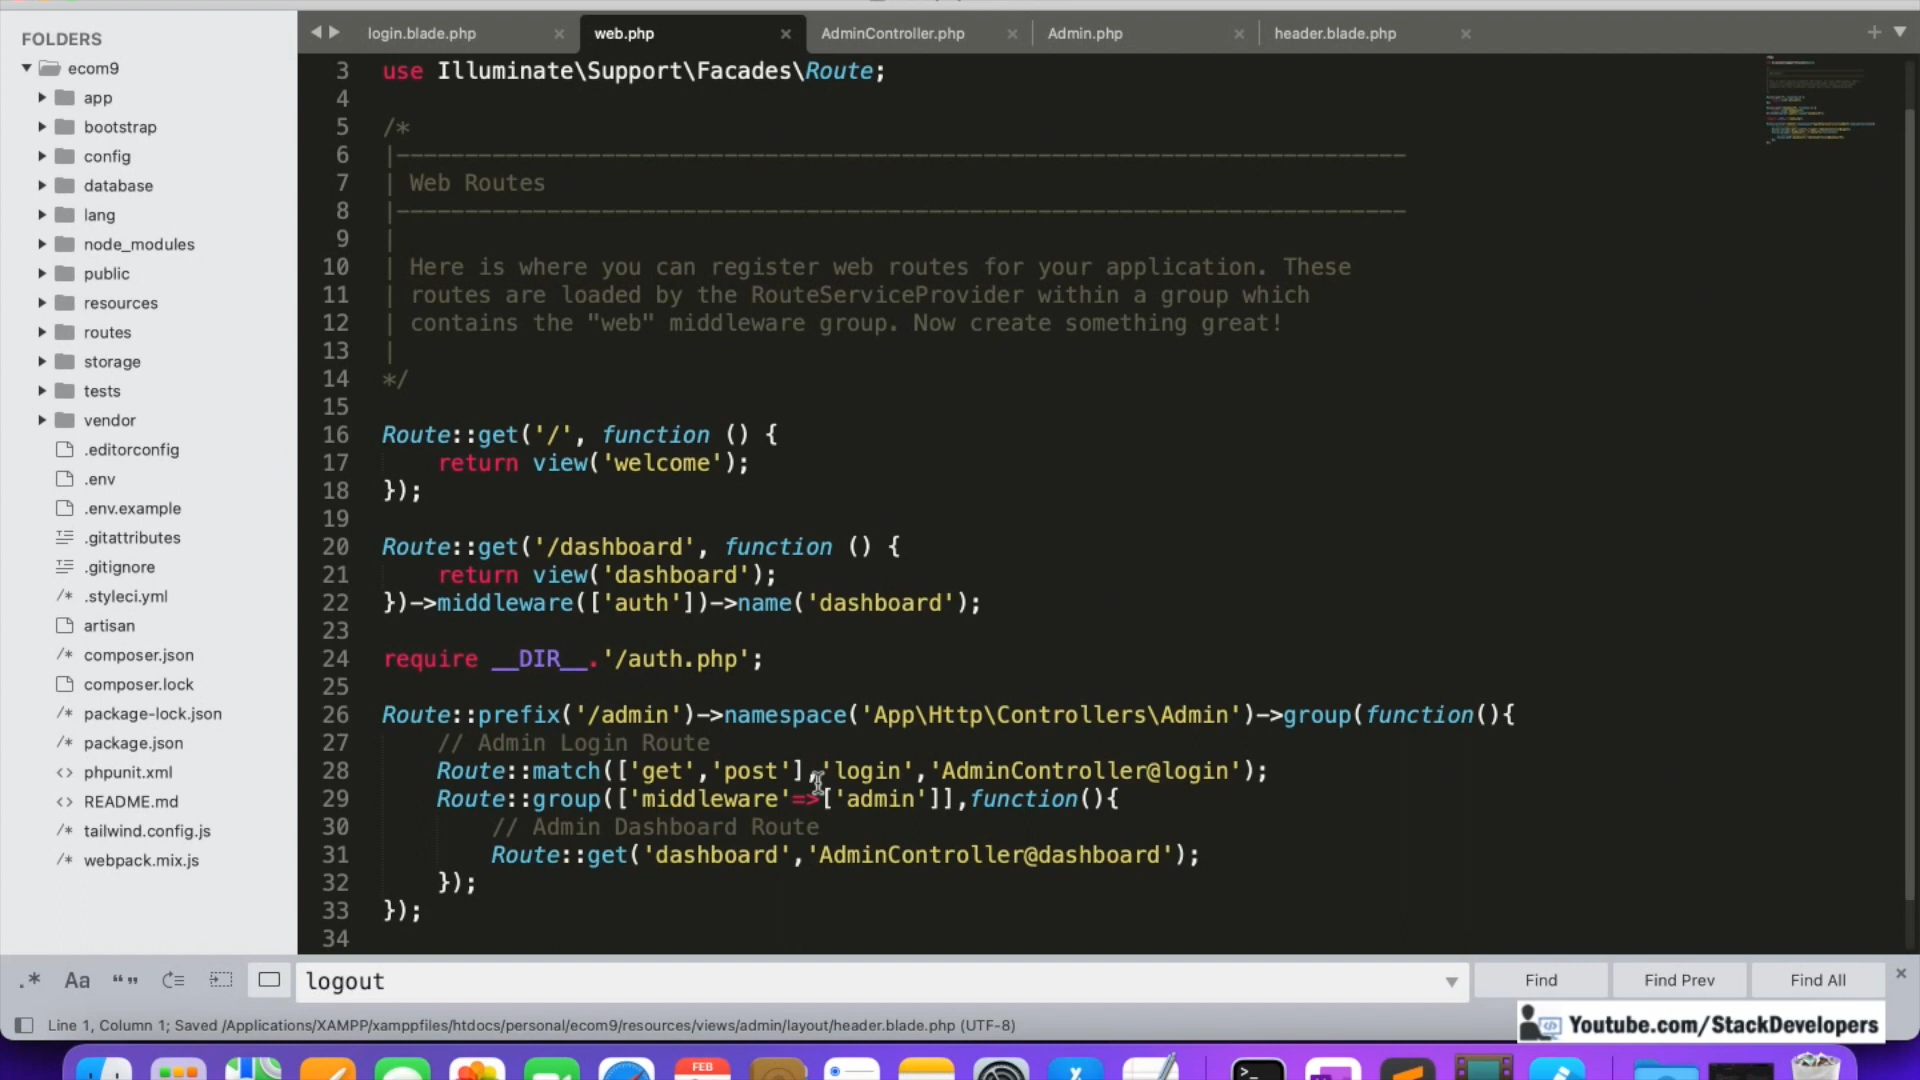 FOLDERS
ecom9
app
bootstrap
config
database
lang
node_modules
public
resources
routes
storage
tests
vendor
.editorconfig
.env
.env.example
.gitattributes
.gitignore
/* .styleci.yml
artisan
/* composer.json
composer.lock
/* package-lock.json
/* package.json
<> phpunit.xml
<> README.md
/* tailwind.config.js
/* webpack.mix.js
login.blade.php × web.php × AdminController.php × Admin.php × header.blade.php ×
3 use Illuminate\Support\Facades\Route;
4
5 /*
6 |--------------------------------------------------------------------------
7 | Web Routes
8 |--------------------------------------------------------------------------
9 |
10 | Here is where you can register web routes for your application. These
11 | routes are loaded by the RouteServiceProvider within a group which
12 | contains the "web" middleware group. Now create something great!
13 |
14 */
15
16 Route::get('/', function () {
17     return view('welcome');
18 });
19
20 Route::get('/dashboard', function () {
21     return view('dashboard');
22 })->middleware(['auth'])->name('dashboard');
23
24 require __DIR__.'/auth.php';
25
26 Route::prefix('/admin')->namespace('App\Http\Controllers\Admin')->group(function(){
27     // Admin Login Route
28     Route::match(['get','post'],'login','AdminController@login');
29     Route::group(['middleware'=>['admin']],function(){
30         // Admin Dashboard Route
31         Route::get('dashboard','AdminController@dashboard');
32     });
33 });
34
.* Aa “” logout Find Find Prev Find All ×
Line 1, Column 1; Saved /Applications/XAMPP/xamppfiles/htdocs/personal/ecom9/resources/views/admin/layout/header.blade.php (UTF-8)
Youtube.com/StackDevelopers
FEB